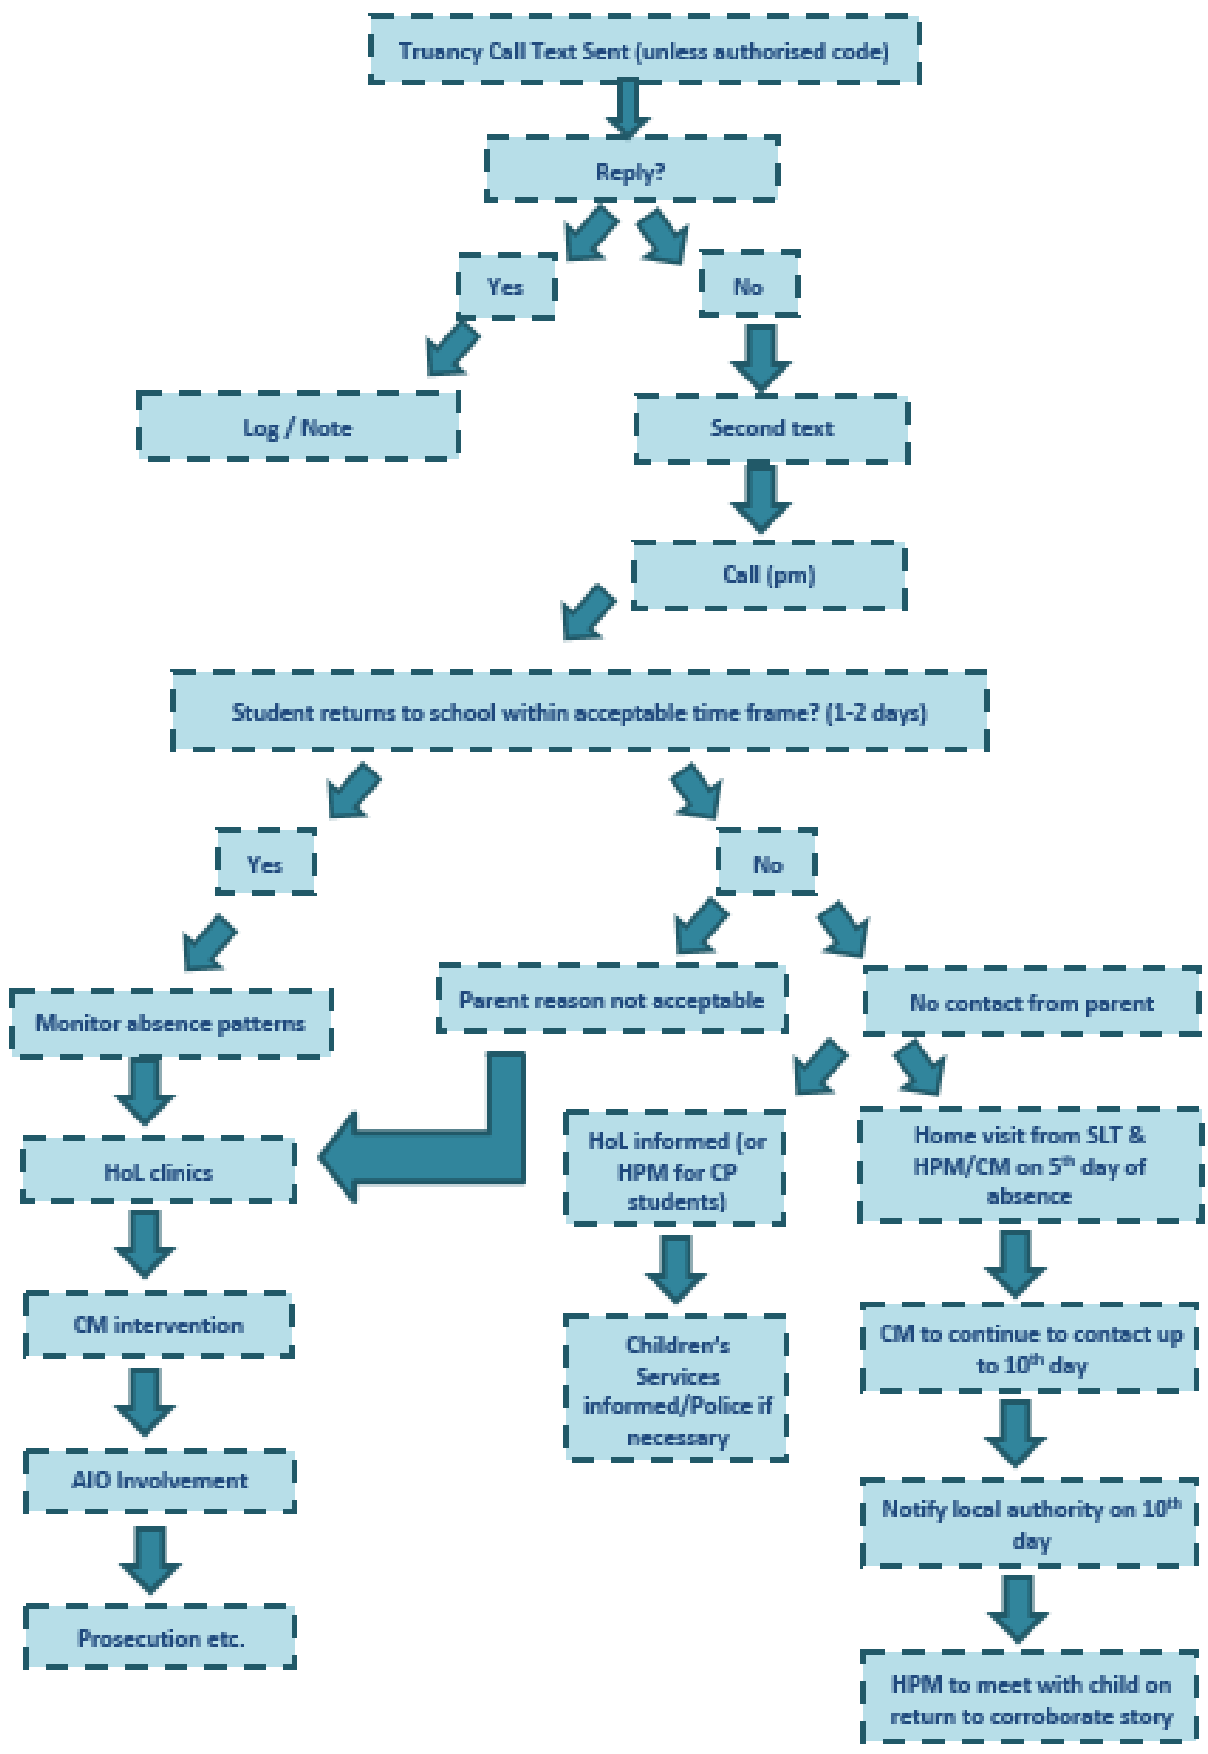 Truancy Call Text Sent (unless authorised code)
Reply?
Yes
No
Log / Note
Second text
Call (pm)
Student returns to school within acceptable time frame? (1-2 days)
Yes
No
Monitor absence patterns
Parent reason not acceptable
No contact from parent
HoL clinics
HoL informed (or
HPM for CP
students)
Home visit from SLT &
HPM/CM on 5th day of
absence
CM intervention
Children's
Services
informed/Police if
necessary
CM to continue to contact up
to 10th day
AIO Involvement
Notify local authority on 10th
day
Prosecution etc.
HPM to meet with child on
return to corroborate story